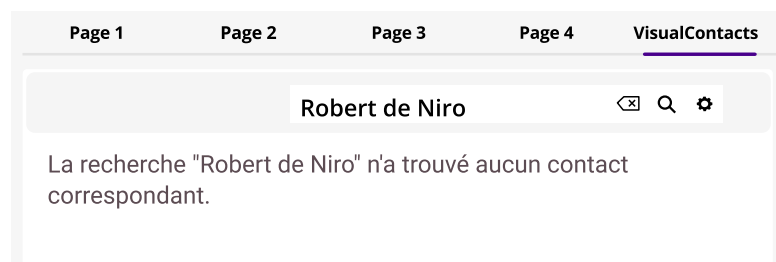 Page 1 Page 2 Page 3 Page 4 VisualContacts
Robert de Niro
La recherche "Robert de Niro" n'a trouvé aucun contact
correspondant.